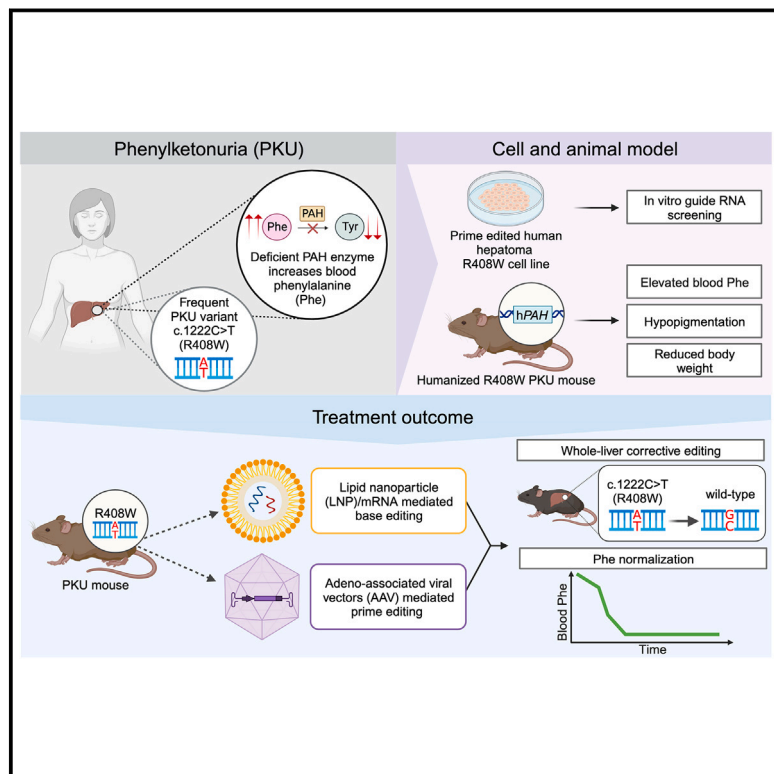 Phenylketonuria (PKU)
Phe
PAH
Tyr
Deficient PAH enzyme
increases blood
phenylalanine
(Phe)
Frequent
PKU variant
c.1222C>T
(R408W)
A
T
Cell and animal model
Prime edited human
hepatoma
R408W cell line
In vitro guide RNA
screening
hPAH
Humanized R408W PKU mouse
Elevated blood Phe
Hypopigmentation
Reduced body
weight
Treatment outcome
R408W
A
T
PKU mouse
Lipid nanoparticle
(LNP)/mRNA mediated
base editing
Adeno-associated viral
vectors (AAV) mediated
prime editing
Whole-liver corrective editing
c.1222C>T
(R408W)
wild-type
A
T
G
C
Phe normalization
Blood Phe
Time